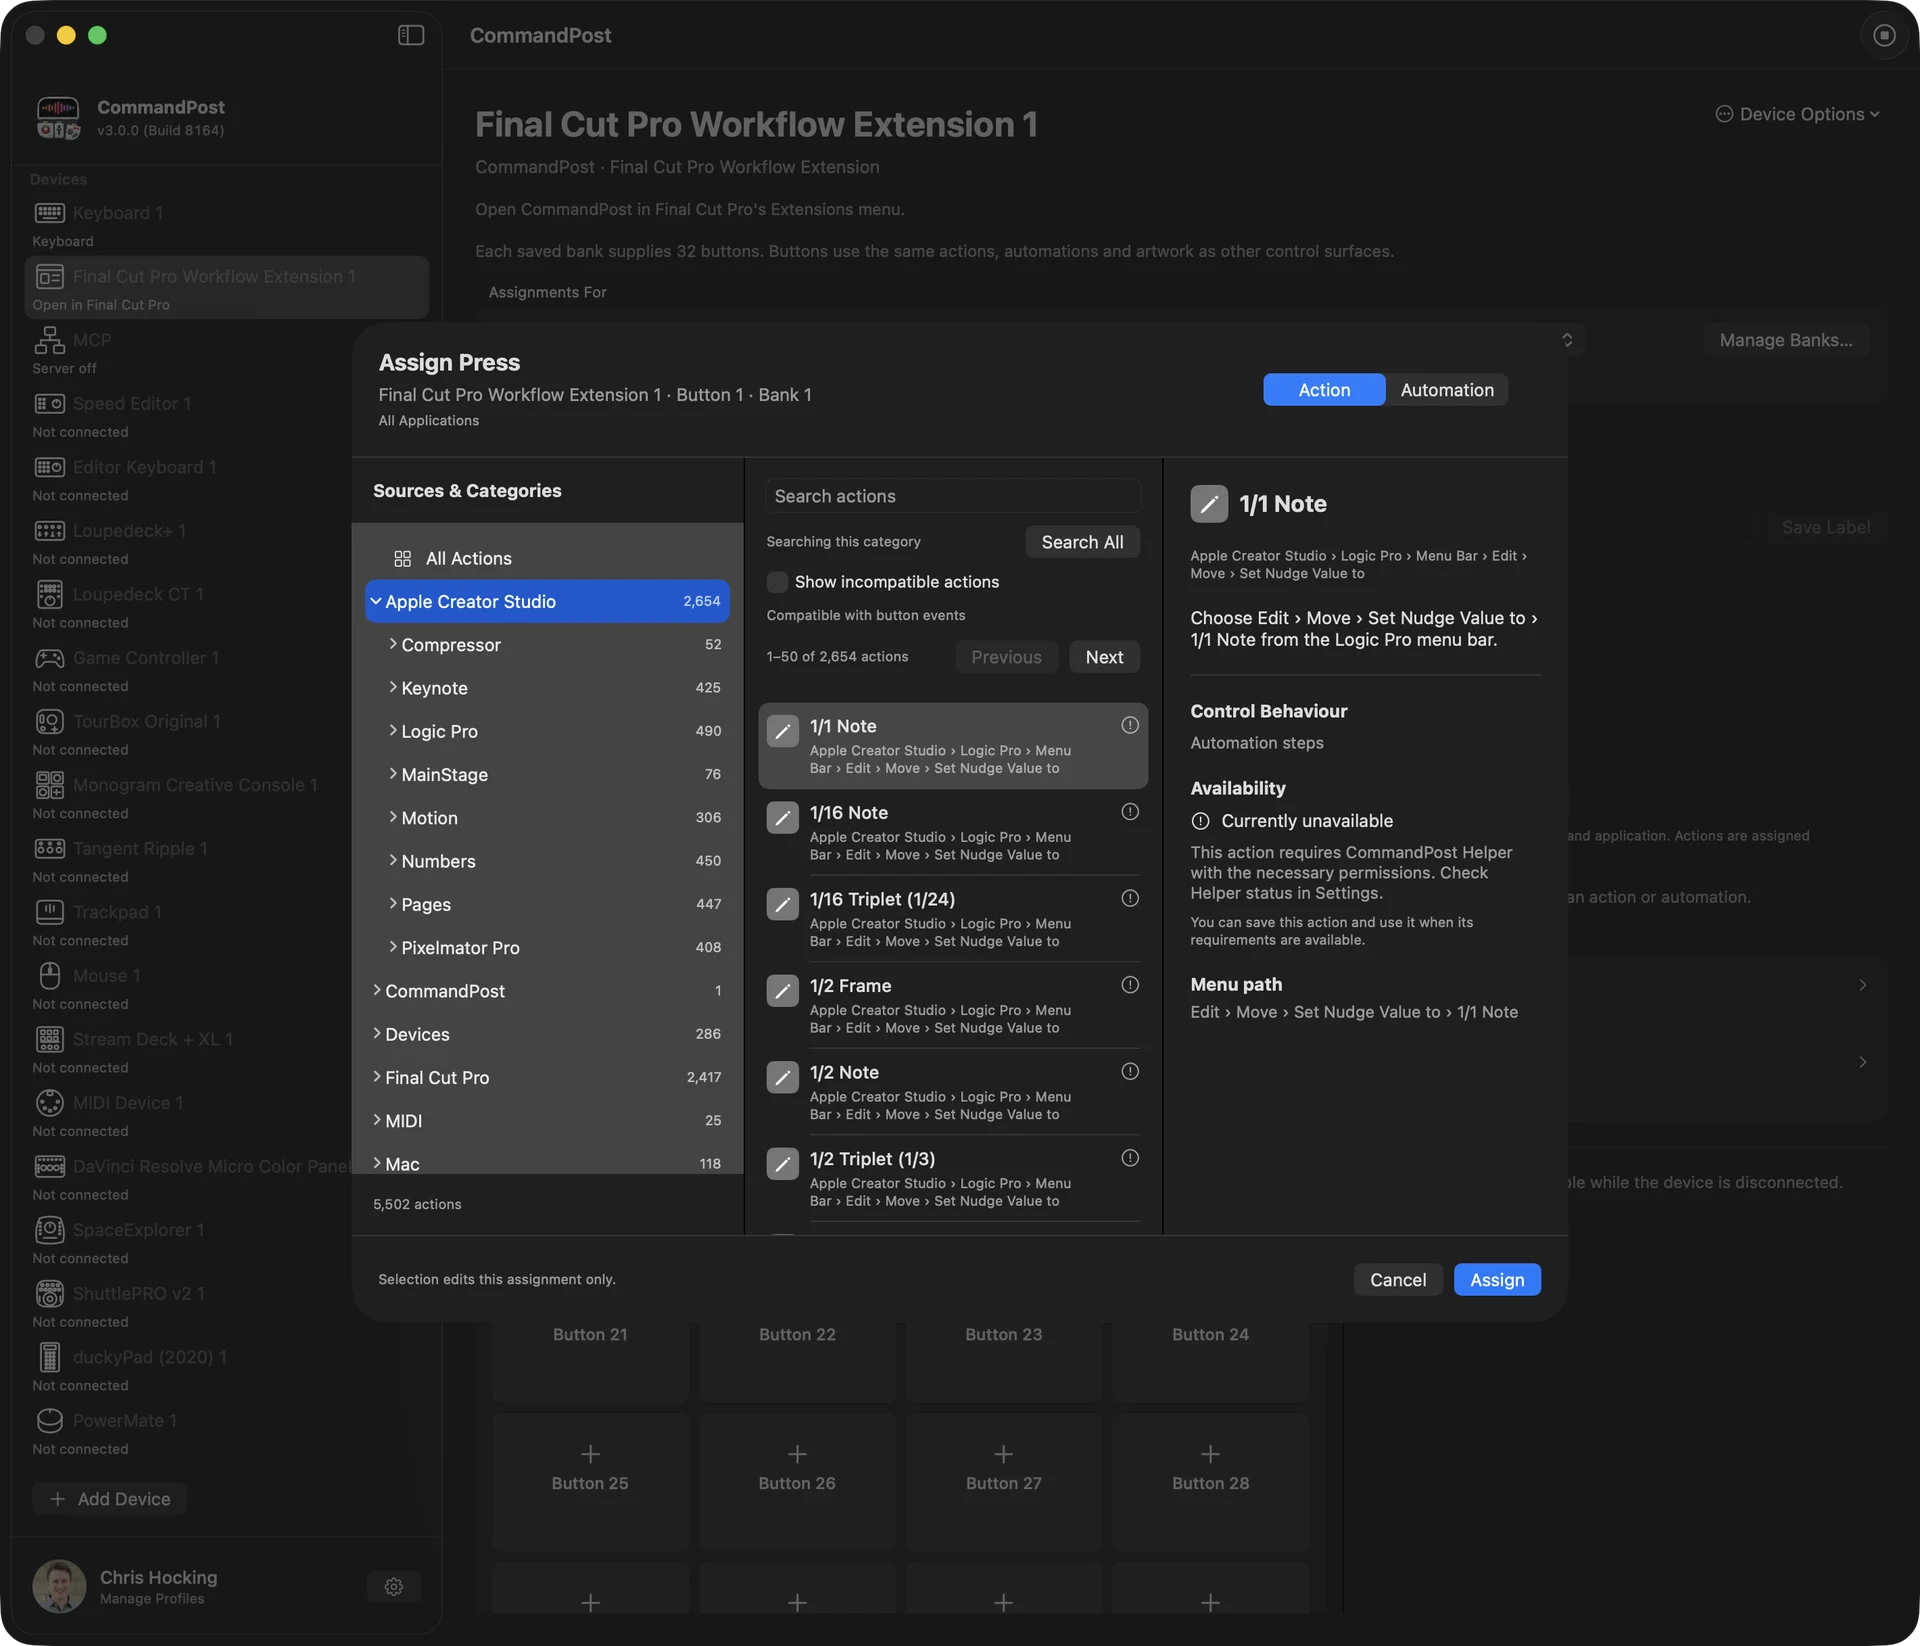 CommandPost
CommandPost
v3.0.0 (Build 8164)
Devices
Keyboard 1
Keyboard
Final Cut Pro Workflow Extension 1
Open in Final Cut Pro
MCP
Server off
Speed Editor 1
Not connected
Editor Keyboard 1
Not connected
Loupedeck+ 1
Not connected
Loupedeck CT 1
Not connected
Game Controller 1
Not connected
TourBox Original 1
Not connected
Monogram Creative Console 1
Not connected
Tangent Ripple 1
Not connected
Trackpad 1
Not connected
Mouse 1
Not connected
Stream Deck + XL 1
Not connected
MIDI Device 1
Not connected
DaVinci Resolve Micro Color Panel
Not connected
SpaceExplorer 1
Not connected
ShuttlePRO v2 1
Not connected
duckyPad (2020) 1
Not connected
PowerMate 1
Not connected
Add Device
Chris Hocking
Manage Profiles
Final Cut Pro Workflow Extension 1
Device Options
CommandPost · Final Cut Pro Workflow Extension
Open CommandPost in Final Cut Pro's Extensions menu.
Each saved bank supplies 32 buttons. Buttons use the same actions, automations and artwork as other control surfaces.
Assignments For
Manage Banks...
Save Label
and application. Actions are assigned
an action or automation.
ble while the device is disconnected.
Assign Press
Final Cut Pro Workflow Extension 1 · Button 1 · Bank 1
All Applications
Action
Automation
Sources & Categories
All Actions
Apple Creator Studio 2,654
Compressor 52
Keynote 425
Logic Pro 490
MainStage 76
Motion 306
Numbers 450
Pages 447
Pixelmator Pro 408
CommandPost 1
Devices 286
Final Cut Pro 2,417
MIDI 25
Mac 118
5,502 actions
Search actions
Searching this category
Search All
Show incompatible actions
Compatible with button events
1–50 of 2,654 actions
Previous
Next
1/1 Note
Apple Creator Studio › Logic Pro › Menu
Bar › Edit › Move › Set Nudge Value to
1/16 Note
Apple Creator Studio › Logic Pro › Menu
Bar › Edit › Move › Set Nudge Value to
1/16 Triplet (1/24)
Apple Creator Studio › Logic Pro › Menu
Bar › Edit › Move › Set Nudge Value to
1/2 Frame
Apple Creator Studio › Logic Pro › Menu
Bar › Edit › Move › Set Nudge Value to
1/2 Note
Apple Creator Studio › Logic Pro › Menu
Bar › Edit › Move › Set Nudge Value to
1/2 Triplet (1/3)
Apple Creator Studio › Logic Pro › Menu
Bar › Edit › Move › Set Nudge Value to
1/1 Note
Apple Creator Studio › Logic Pro › Menu Bar › Edit ›
Move › Set Nudge Value to
Choose Edit › Move › Set Nudge Value to ›
1/1 Note from the Logic Pro menu bar.
Control Behaviour
Automation steps
Availability
Currently unavailable
This action requires CommandPost Helper
with the necessary permissions. Check
Helper status in Settings.
You can save this action and use it when its
requirements are available.
Menu path
Edit › Move › Set Nudge Value to › 1/1 Note
Selection edits this assignment only.
Cancel
Assign
Button 21
Button 22
Button 23
Button 24
Button 25
Button 26
Button 27
Button 28